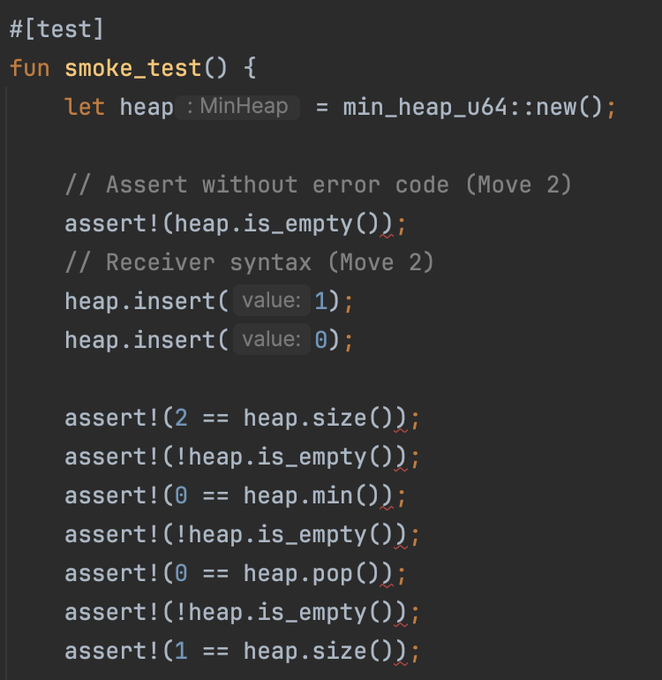 #[test]
fun smoke_test() {
let heap : MinHeap = min_heap_u64::new();
// Assert without error code (Move 2)
assert!(heap.is_empty());
// Receiver syntax (Move 2)
heap.insert( value: 1);
heap.insert( value: 0);
assert!(2 == heap.size());
assert!(!heap.is_empty());
assert!(0 == heap.min());
assert!(!heap.is_empty());
assert!(0 == heap.pop());
assert!(!heap.is_empty());
assert!(1 == heap.size());